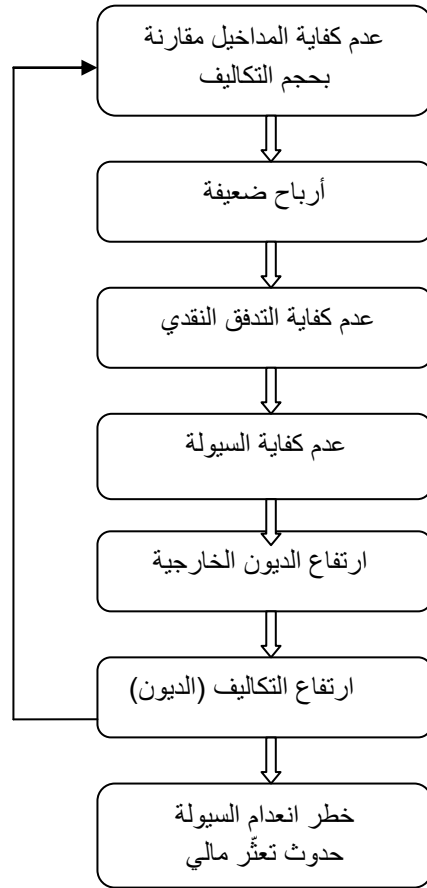 عدم كفاية المداخيل مقارنة
بحجم التكاليف
أرباح ضعيفة
عدم كفاية التدفق النقدي
عدم كفاية السيولة
ارتفاع الديون الخارجية
ارتفاع التكاليف (الديون)
خطر انعدام السيولة
حدوث تعثّر مالي